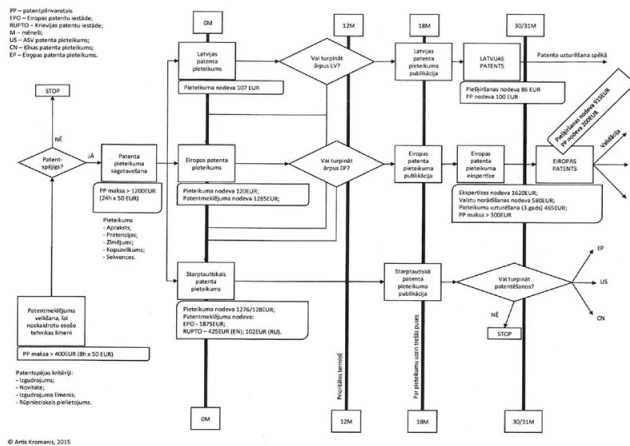 PP – patentpilnvarotais
EPO – Eiropas patentu iestāde;
RUPTO – Krievijas patentu iestāde;
M – mēneši;
US – ASV patenta pieteikums;
CN – Ķīnas patenta pieteikums;
EP – Eiropas patenta pieteikums.
0M
12M
18M
30/31M
Latvijas patenta pieteikums
Pieteikuma nodeva 107 EUR
Vai turpināt ārpus LV?
Latvijas patenta pieteikuma publikācija
LATVIJAS PATENTS
Patenta uzturēšana spēkā
Piešķiršanas nodeva 86 EUR
PP nodeva 100 EUR
STOP
NĒ
Patent-spējīgs?
JĀ
Patenta pieteikuma sagatavošana
PP maksa > 1200EUR
(24h x 50 EUR)
Pieteikums
- Apraksts;
- Pretenzijas;
- Zīmējumi;
- Kopsavilkums;
- Sekvences.
Eiropas patenta pieteikums
Pieteikuma nodeva 120EUR;
Patentmeklējuma nodeva 1285EUR;
Vai turpināt ārpus EP?
Eiropas patenta pieteikuma publikācija
Eiropas patenta pieteikuma ekspertīze
EIROPAS PATENTS
Piešķiršanas nodeva 915EUR
PP nodeva 200EUR
Validācija
Ekspertīzes nodeva 1620EUR;
Valstu norādīšanas nodeva 580EUR;
Pieteikuma uzturēšana (3.gads) 465EUR;
PP maksa > 300EUR
Starptautiskais patenta pieteikums
Pieteikuma nodeva 1276/128EUR;
Patentmeklējuma nodeva:
EPO - 1875EUR;
RUPTO – 425EUR (EN); 102EUR (RU).
Starptautiskā patenta pieteikuma publikācija
Vai turpināt patentēšanos?
EP
US
CN
NĒ
STOP
Patentmeklējuma veikšana, lai noskaidrotu esošo tehnikas līmeni
PP maksa > 400EUR (8h x 50 EUR)
Patentspējas kritēriji:
- Izgudrojums;
- Novitāte;
- Izgudrojuma līmenis;
- Rūpnieciskais pielietojums.
Prioritātes termiņš
Par pieteikumu uzzin trešās puses
0M
12M
18M
30/31M
© Artis Kromanis, 2015